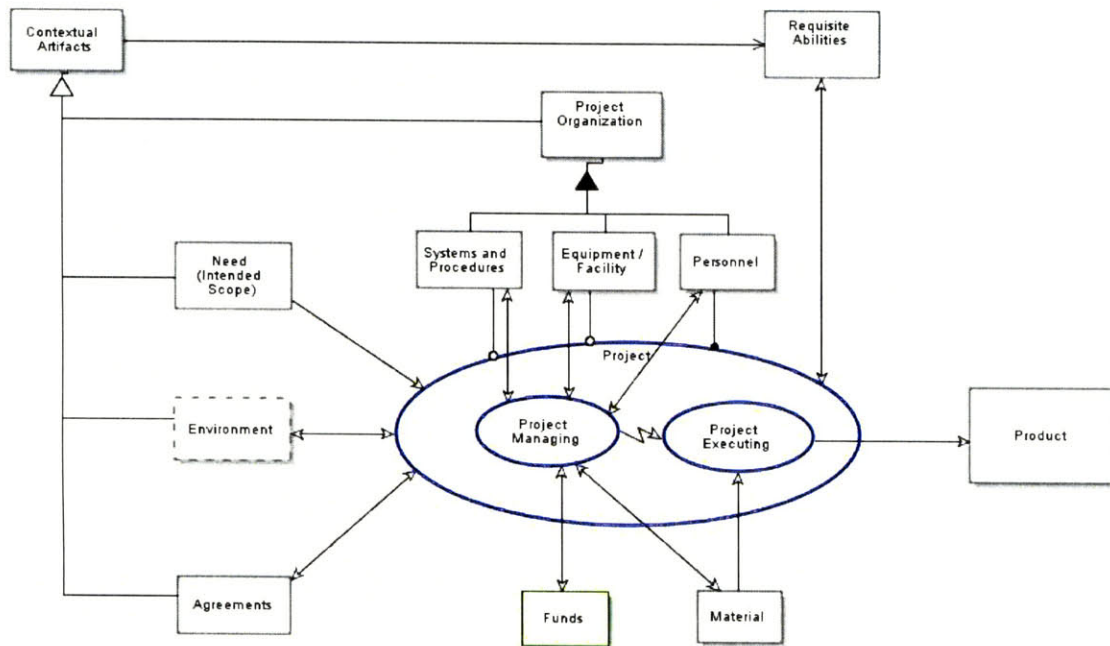 Contextual
Artifacts
Requisite
Abilities
Project
Organization
Systems and
Procedures
Equipment /
Facility
Personnel
Need
(Intended
Scope)
Project
Environment
Project
Managing
Project
Executing
Product
Agreements
Funds
Material